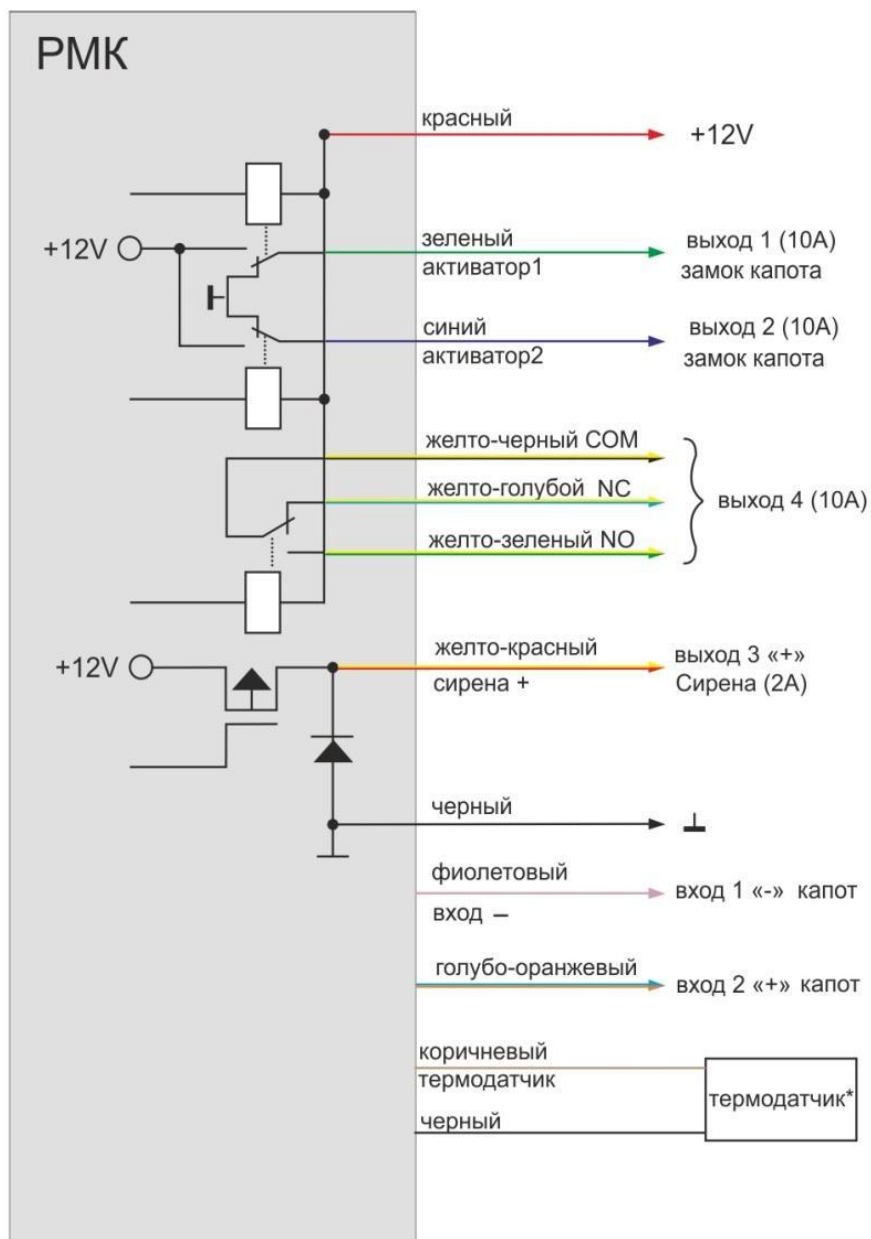 РМК
красный
+12V
+12V
зеленый
активатор1
выход 1 (10А)
замок капота
синий
активатор2
выход 2 (10А)
замок капота
желто-черный COM
желто-голубой NC
желто-зеленый NO
выход 4 (10А)
+12V
желто-красный
сирена +
выход 3 «+»
Сирена (2А)
черный
фиолетовый
вход –
вход 1 «-» капот
голубо-оранжевый
вход 2 «+» капот
коричневый
термодатчик
черный
термодатчик*